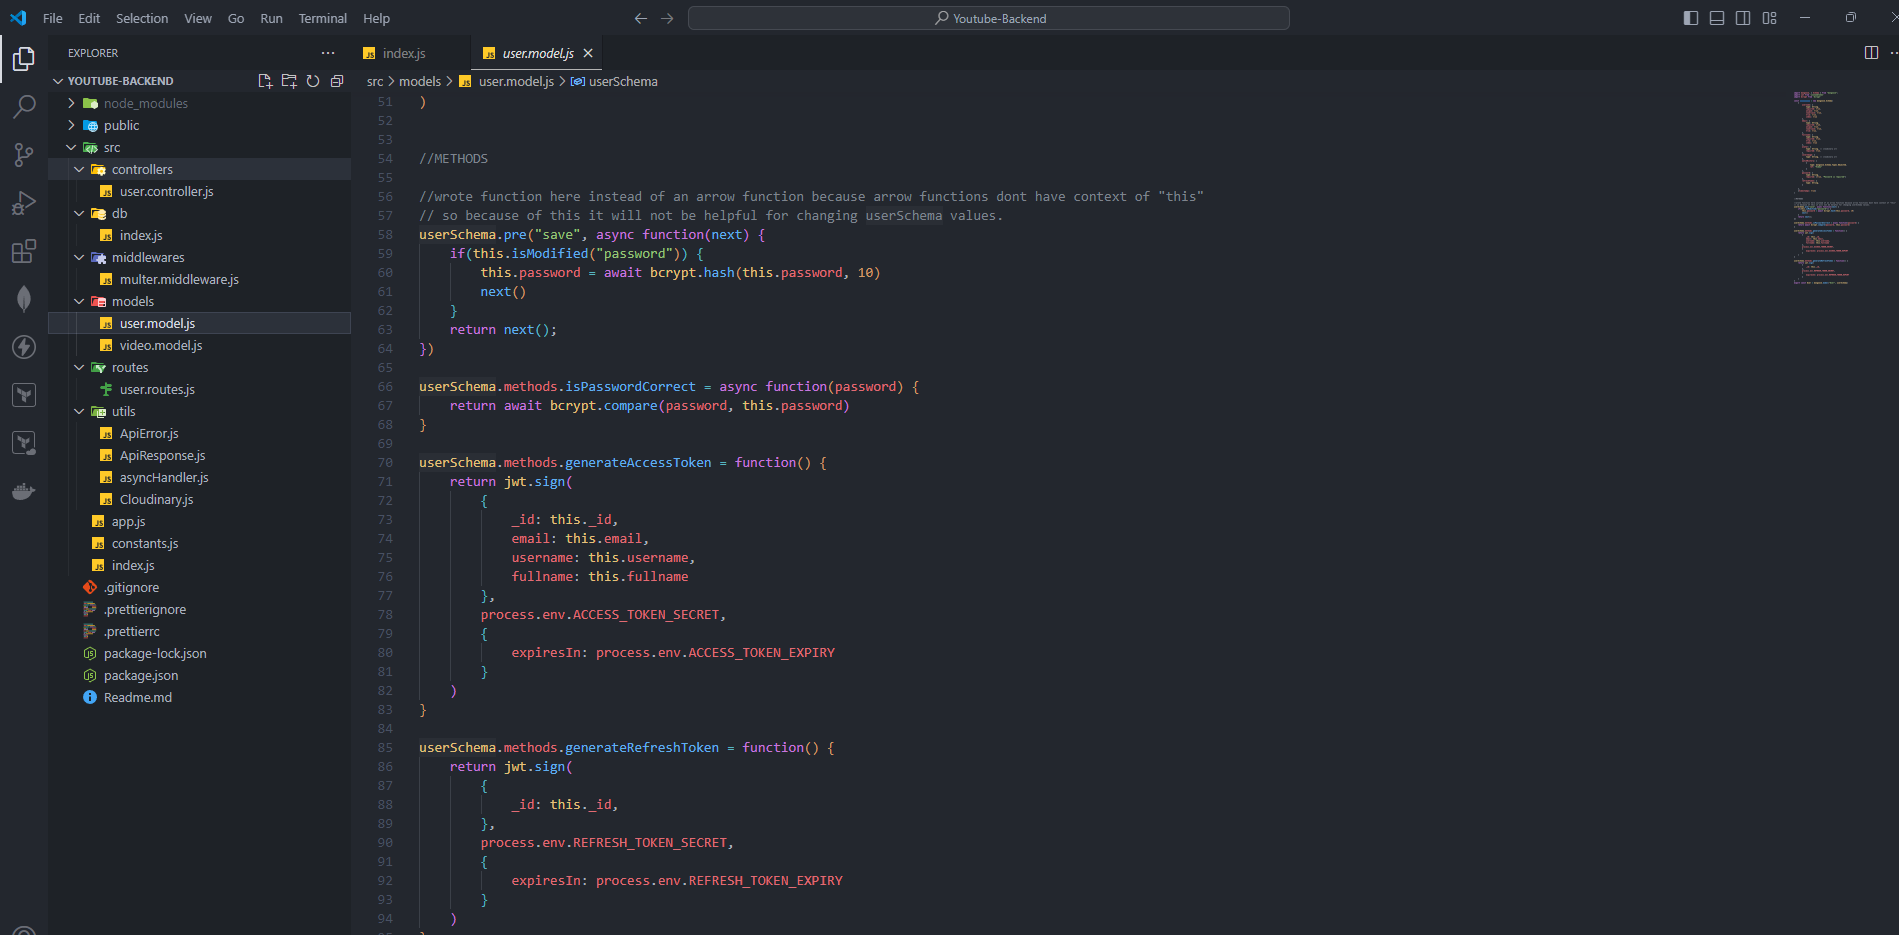 File Edit Selection View Go Run Terminal Help
Youtube-Backend
EXPLORER
YOUTUBE-BACKEND
node_modules
public
src
controllers
user.controller.js
db
index.js
middlewares
multer.middleware.js
models
user.model.js
video.model.js
routes
user.routes.js
utils
ApiError.js
ApiResponse.js
asyncHandler.js
Cloudinary.js
app.js
constants.js
index.js
.gitignore
.prettierignore
.prettierrc
package-lock.json
package.json
Readme.md
index.js user.model.js
src > models > user.model.js > userSchema
51 )
52
53
54 //METHODS
55
56 //wrote function here instead of an arrow function because arrow functions dont have context of "this"
57 // so because of this it will not be helpful for changing userSchema values.
58 userSchema.pre("save", async function(next) {
59 if(this.isModified("password")) {
60 this.password = await bcrypt.hash(this.password, 10)
61 next()
62 }
63 return next();
64 })
65
66 userSchema.methods.isPasswordCorrect = async function(password) {
67 return await bcrypt.compare(password, this.password)
68 }
69
70 userSchema.methods.generateAccessToken = function() {
71 return jwt.sign(
72 {
73 _id: this._id,
74 email: this.email,
75 username: this.username,
76 fullname: this.fullname
77 },
78 process.env.ACCESS_TOKEN_SECRET,
79 {
80 expiresIn: process.env.ACCESS_TOKEN_EXPIRY
81 }
82 )
83 }
84
85 userSchema.methods.generateRefreshToken = function() {
86 return jwt.sign(
87 {
88 _id: this._id,
89 },
90 process.env.REFRESH_TOKEN_SECRET,
91 {
92 expiresIn: process.env.REFRESH_TOKEN_EXPIRY
93 }
94 )